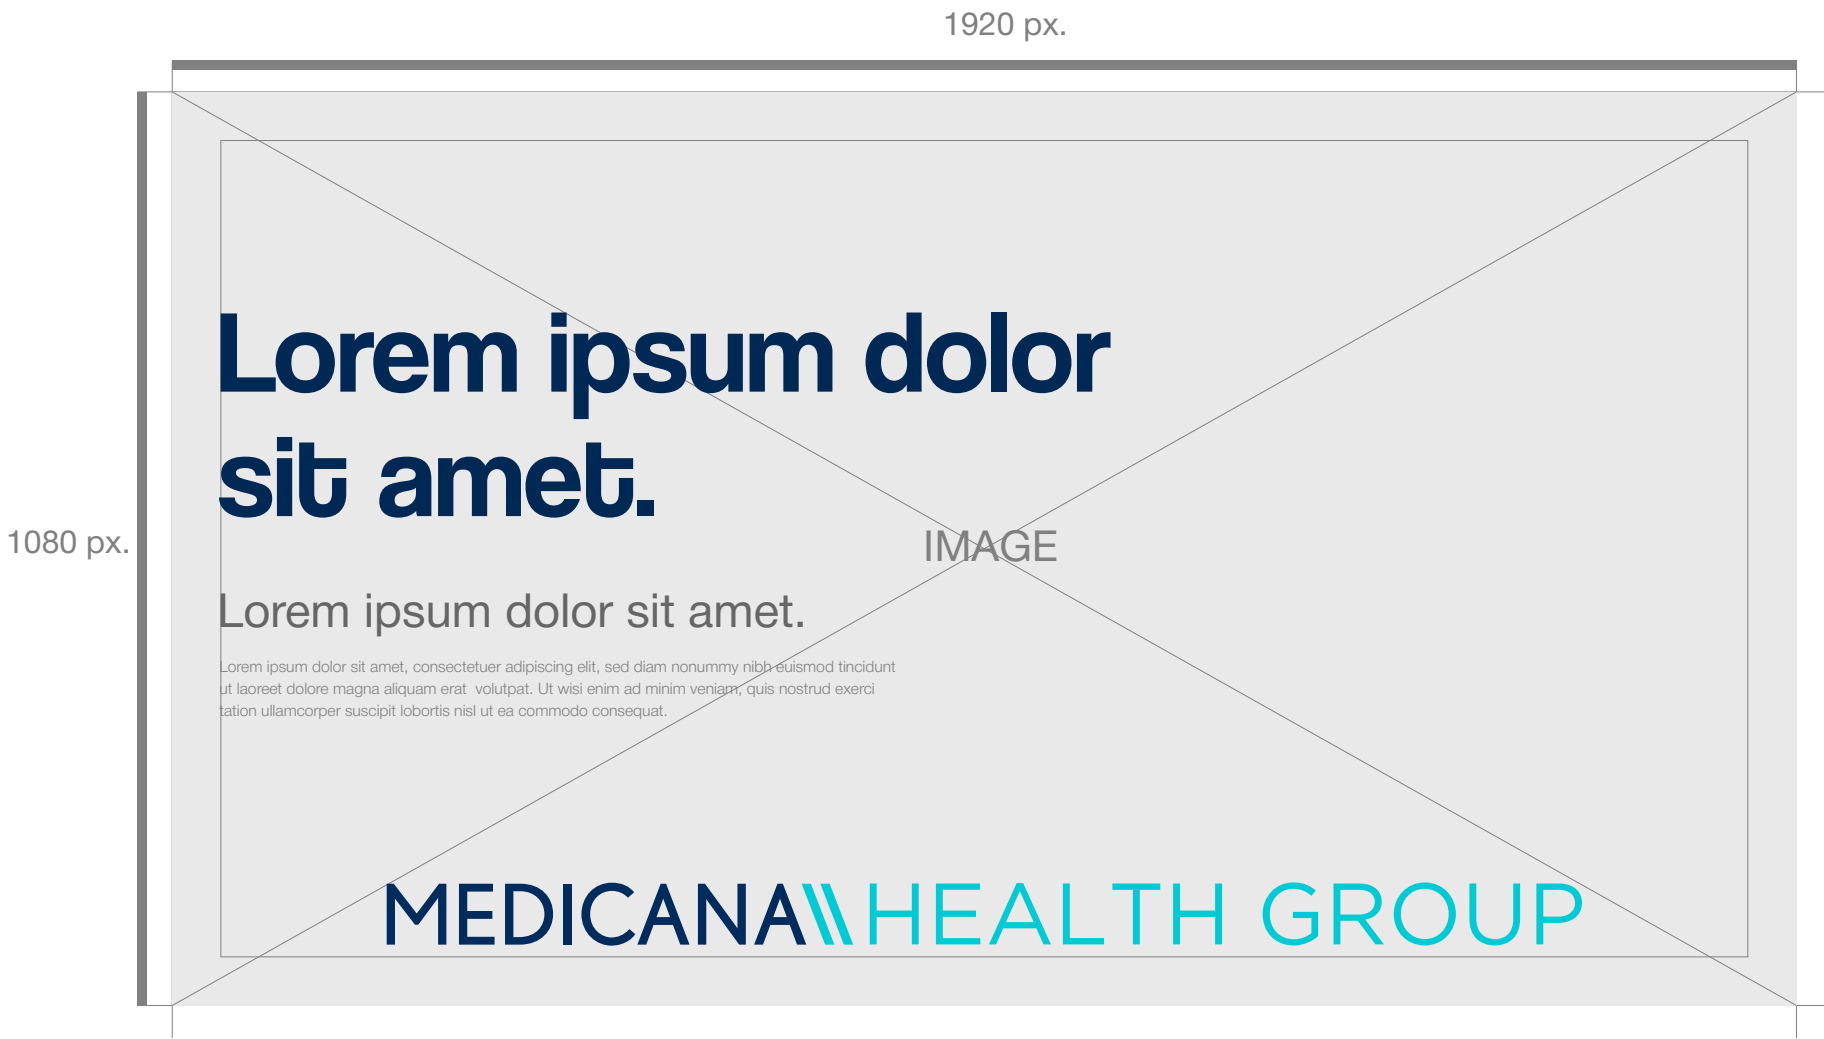 1920 px.
Lorem ipsum dolor
sit amet.
1080 px.
IMAGE
Lorem ipsum dolor sit amet.
Lorem ipsum dolor sit amet, consectetuer adipiscing elit, sed diam nonummy nibh euismod tincidunt
ut laoreet dolore magna aliquam erat  volutpat. Ut wisi enim ad minim veniam, quis nostrud exerci
tation ullamcorper suscipit lobortis nisl ut ea commodo consequat.
MEDICANA\\HEALTH GROUP